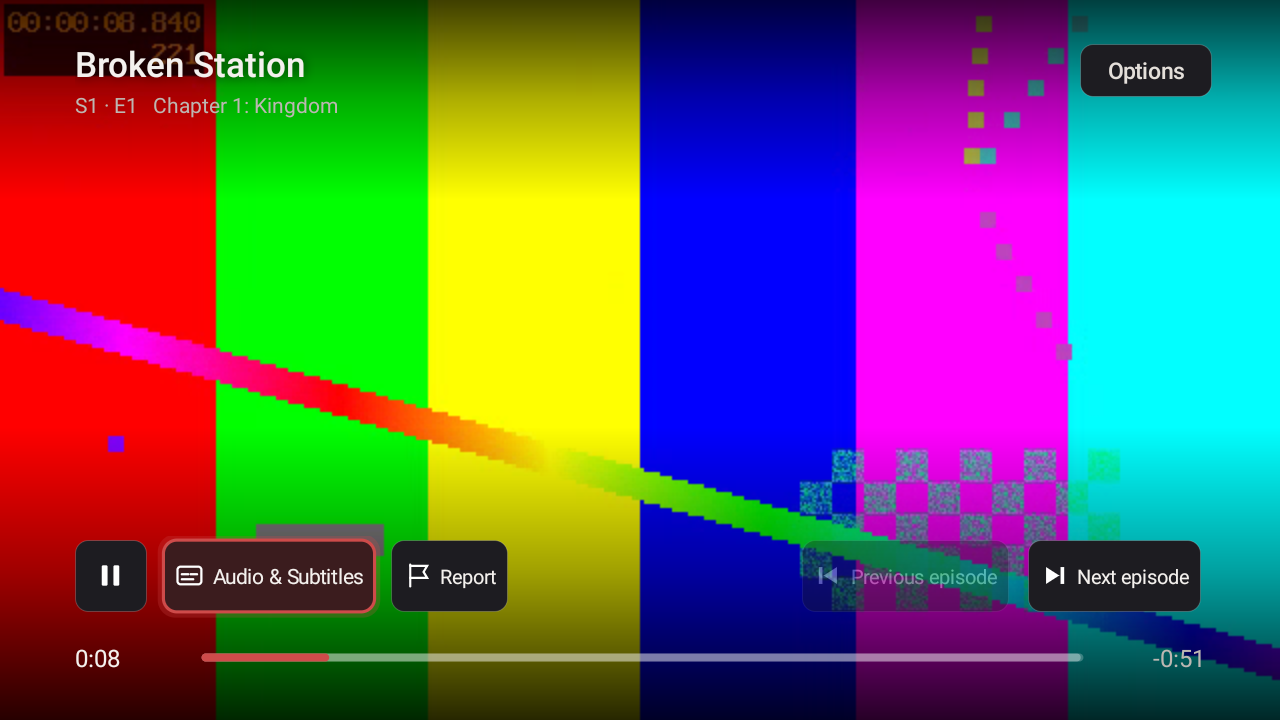 00:00:08.840
221
Broken Station
Options
S1 · E1 Chapter 1: Kingdom
Audio & Subtitles
Report
Previous episode
Next episode
0:08
-0:51